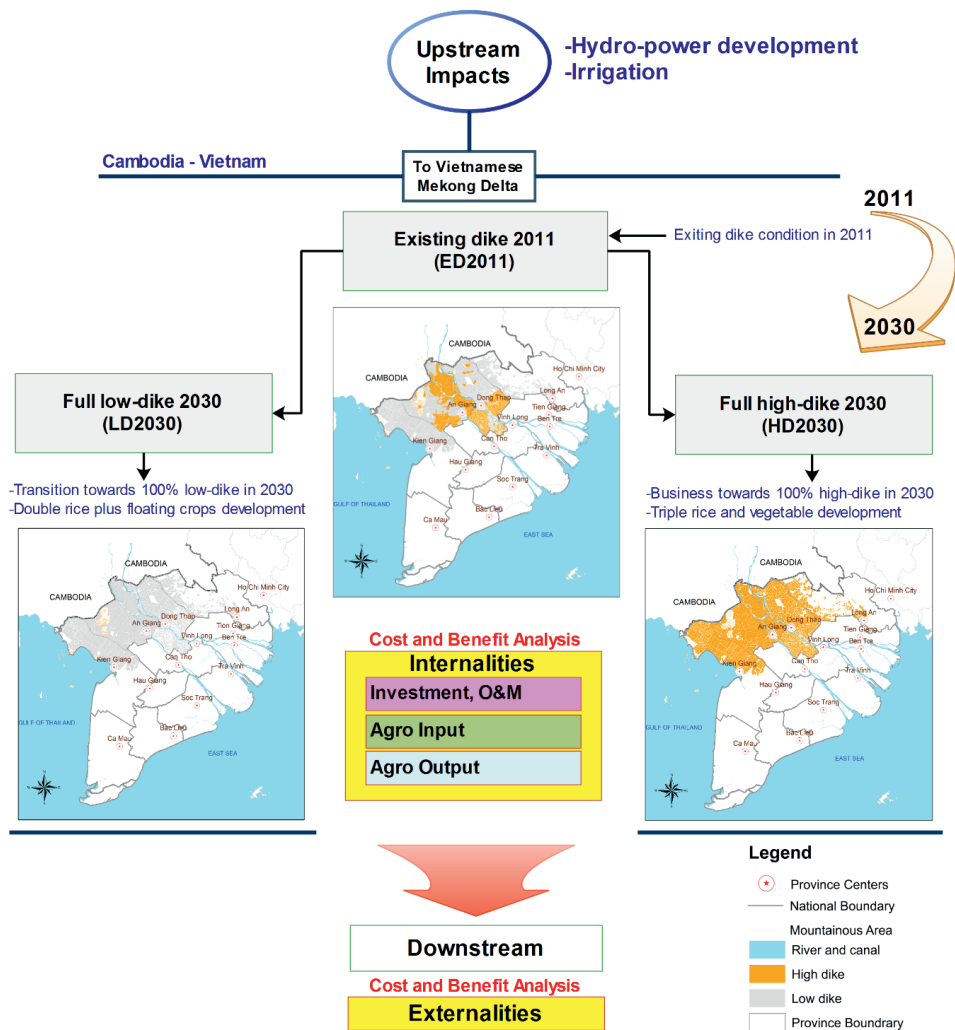 Upstream
Impacts
-Hydro-power development
-Irrigation
Cambodia - Vietnam
To Vietnamese
Mekong Delta
2011
2030
Existing dike 2011
(ED2011)
Exiting dike condition in 2011
Full low-dike 2030
(LD2030)
Full high-dike 2030
(HD2030)
-Transition towards 100% low-dike in 2030
-Double rice plus floating crops development
-Business towards 100% high-dike in 2030
-Triple rice and vegetable development
CAMBODIA
CAMBODIA
Ho Chi Minh City
Long An
Dong Thap
An Giang
Tien Giang
Vinh Long
Ben Tre
Can Tho
Kien Giang
Tra Vinh
Hau Giang
Soc Trang
GULF OF THAILAND
Bac Lieu
Ca Mau
EAST SEA
CAMBODIA
CAMBODIA
Ho Chi Minh City
Long An
Dong Thap
An Giang
Tien Giang
Vinh Long
Ben Tre
Can Tho
Kien Giang
Tra Vinh
Hau Giang
Soc Trang
GULF OF THAILAND
Bac Lieu
Ca Mau
EAST SEA
CAMBODIA
CAMBODIA
Ho Chi Minh City
Long An
Dong Thap
An Giang
Tien Giang
Vinh Long
Ben Tre
Can Tho
Kien Giang
Tra Vinh
Hau Giang
Soc Trang
GULF OF THAILAND
Bac Lieu
Ca Mau
EAST SEA
Cost and Benefit Analysis
Internalities
Investment, O&M
Agro Input
Agro Output
Downstream
Cost and Benefit Analysis
Externalities
Legend
Province Centers
National Boundary
Mountainous Area
River and canal
High dike
Low dike
Province Boundrary